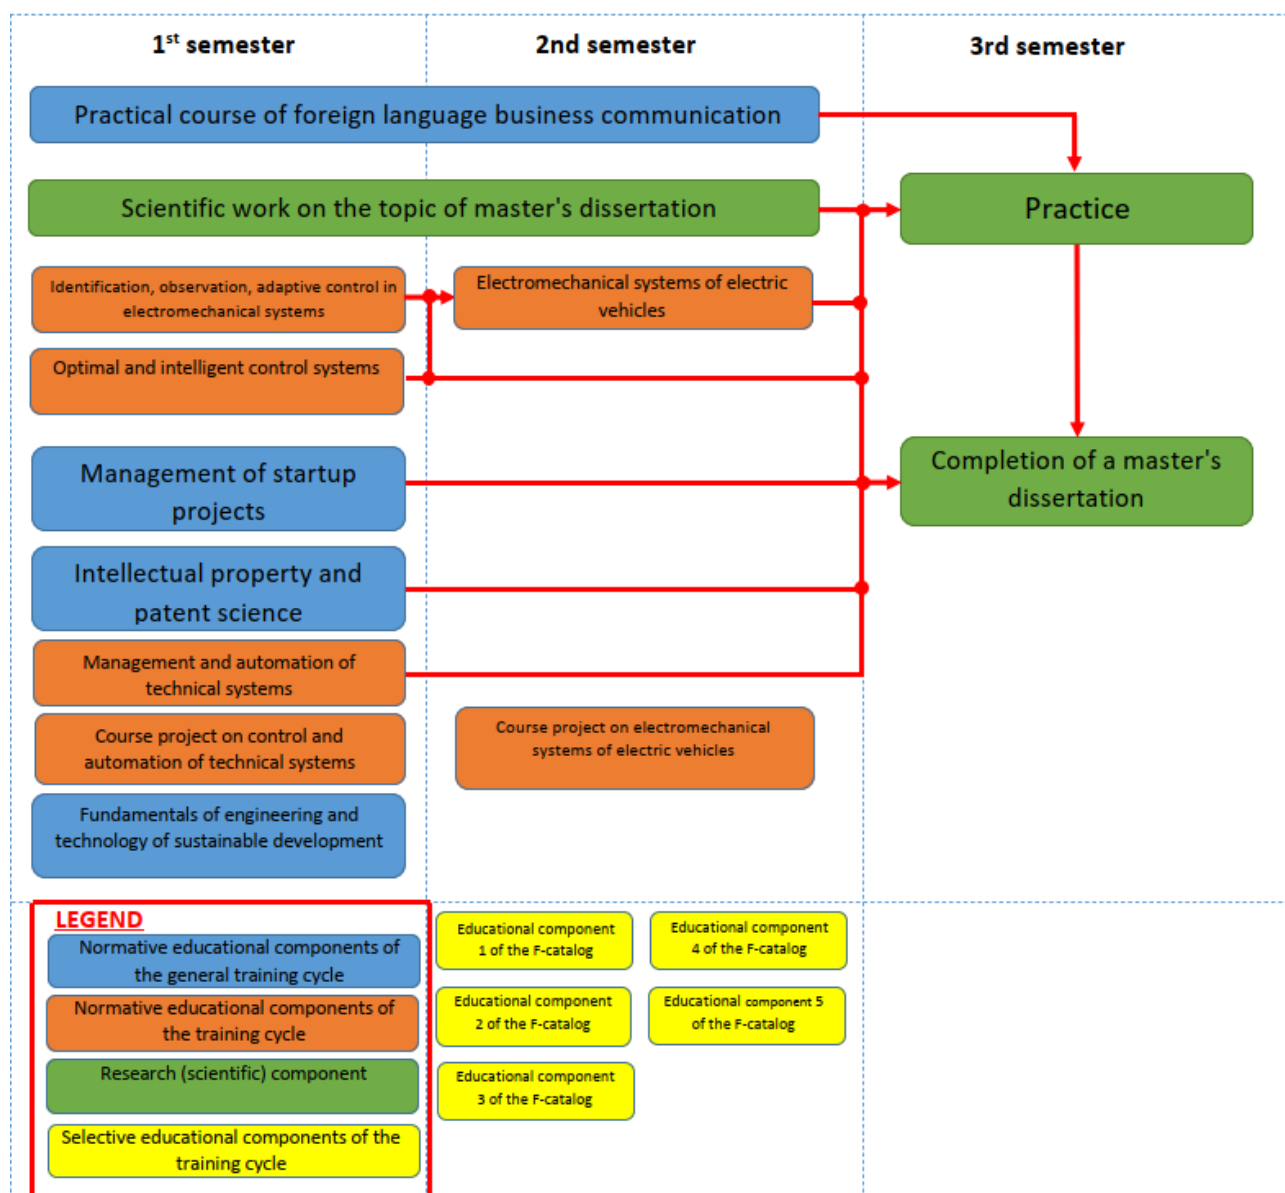 1st semester
2nd semester
3rd semester
Practical course of foreign language business communication
Scientific work on the topic of master's dissertation
Practice
Identification, observation, adaptive control in
electromechanical systems
Electromechanical systems of electric
vehicles
Optimal and intelligent control systems
Management of startup
projects
Completion of a master's
dissertation
Intellectual property and
patent science
Management and automation of
technical systems
Course project on control and
automation of technical systems
Course project on electromechanical
systems of electric vehicles
Fundamentals of engineering and
technology of sustainable development
LEGEND
Normative educational components of
the general training cycle
Normative educational components of
the training cycle
Research (scientific) component
Selective educational components of the
training cycle
Educational component
1 of the F-catalog
Educational component
4 of the F-catalog
Educational component
2 of the F-catalog
Educational component 5
of the F-catalog
Educational component
3 of the F-catalog